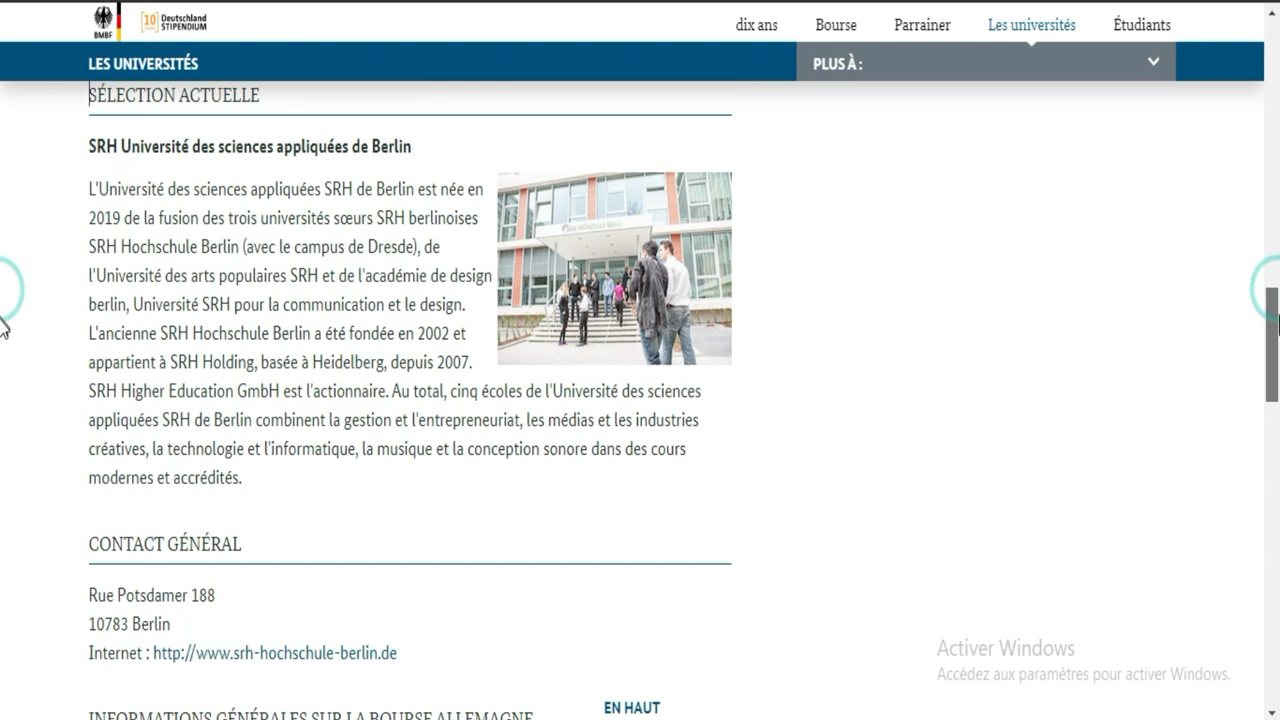 BMBF
10
Deutschland
STIPENDIUM
dix ans
Bourse
Parrainer
Les universités
Étudiants
LES UNIVERSITÉS
PLUS À :
SÉLECTION ACTUELLE
SRH Université des sciences appliquées de Berlin
L'Université des sciences appliquées SRH de Berlin est née en
2019 de la fusion des trois universités sœurs SRH berlinoises
SRH Hochschule Berlin (avec le campus de Dresde), de
l'Université des arts populaires SRH et de l'académie de design
berlin, Université SRH pour la communication et le design.
L'ancienne SRH Hochschule Berlin a été fondée en 2002 et
appartient à SRH Holding, basée à Heidelberg, depuis 2007.
SRH Higher Education GmbH est l'actionnaire. Au total, cinq écoles de l'Université des sciences
appliquées SRH de Berlin combinent la gestion et l'entrepreneuriat, les médias et les industries
créatives, la technologie et l'informatique, la musique et la conception sonore dans des cours
modernes et accrédités.
CONTACT GÉNÉRAL
Rue Potsdamer 188
10783 Berlin
Internet : http://www.srh-hochschule-berlin.de
Activer Windows
Accédez aux paramètres pour activer Windows.
EN HAUT
INFORMATIONS GÉNÉRALES SUR LA BOURSE ALLEMAGNE